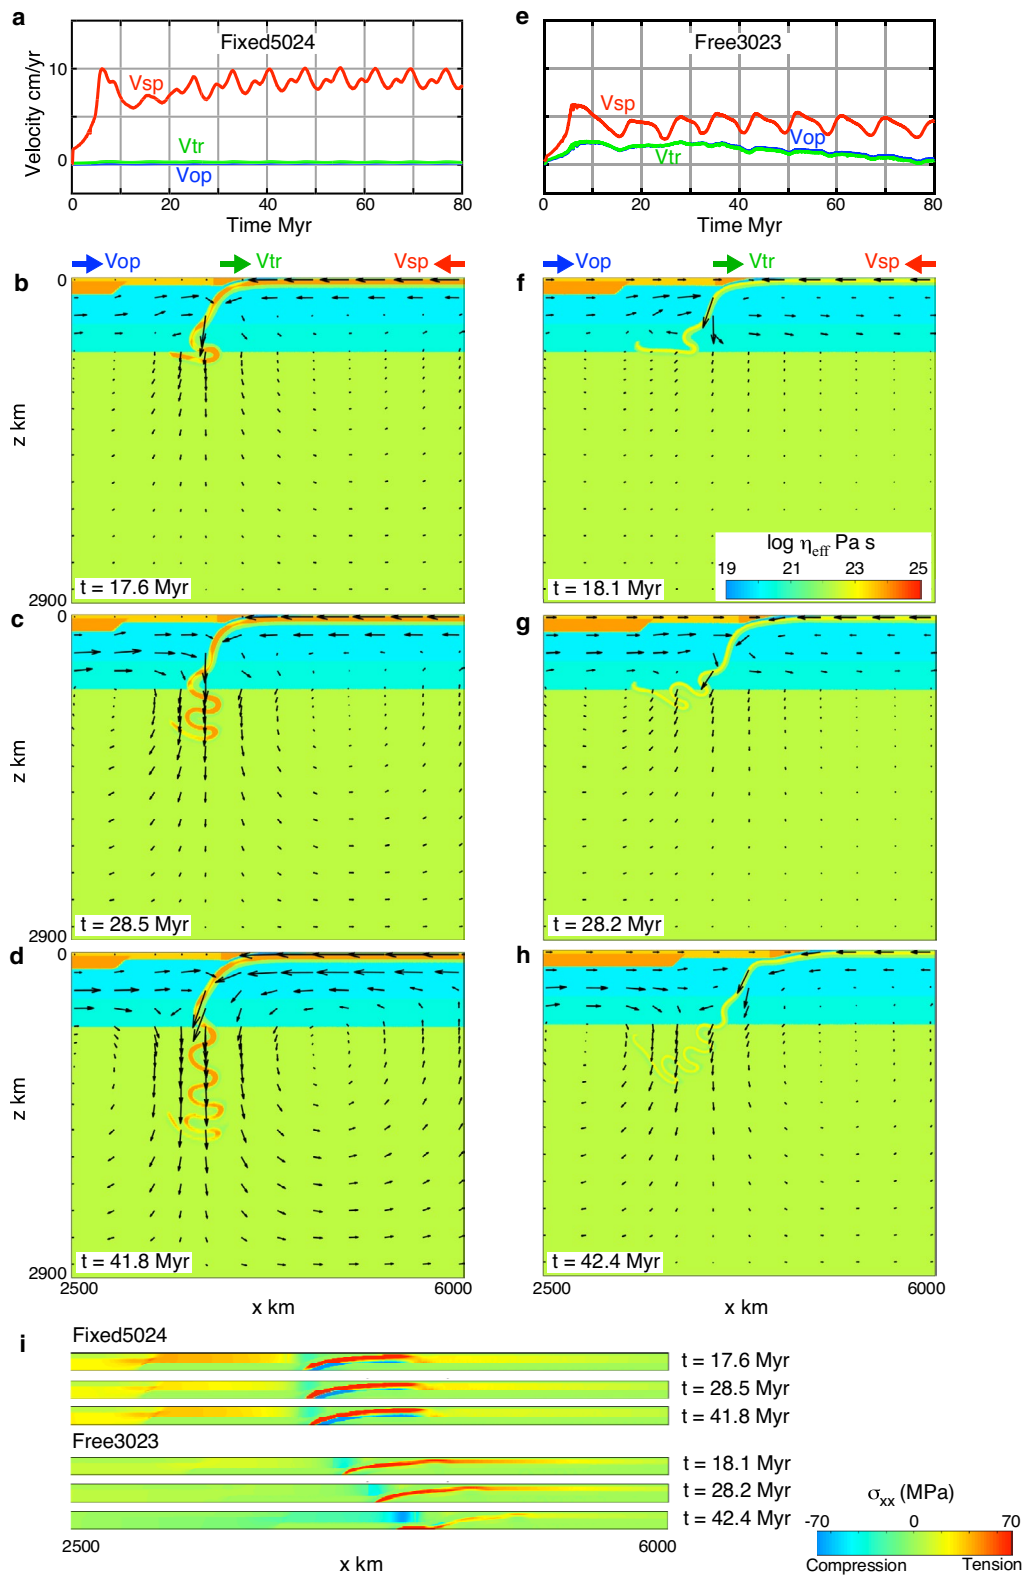 a
Fixed5024
Velocity cm/yr
10
0
Vsp
Vtr
Vop
0 20 40 60 80
Time Myr
e
Free3023
Vsp
Vop
Vtr
0 20 40 60 80
Time Myr
Vop Vtr Vsp
b
0
z km
2900
t = 17.6 Myr
c
0
z km
2900
t = 28.5 Myr
d
0
z km
2900
t = 41.8 Myr
2500 6000
x km
Vop Vtr Vsp
f
log ηeff Pa s
19 21 23 25
t = 18.1 Myr
g
t = 28.2 Myr
h
t = 42.4 Myr
2500 6000
x km
i
Fixed5024
t = 17.6 Myr
t = 28.5 Myr
t = 41.8 Myr
Free3023
t = 18.1 Myr
t = 28.2 Myr
t = 42.4 Myr
2500 6000
x km
σxx (MPa)
-70 0 70
Compression Tension